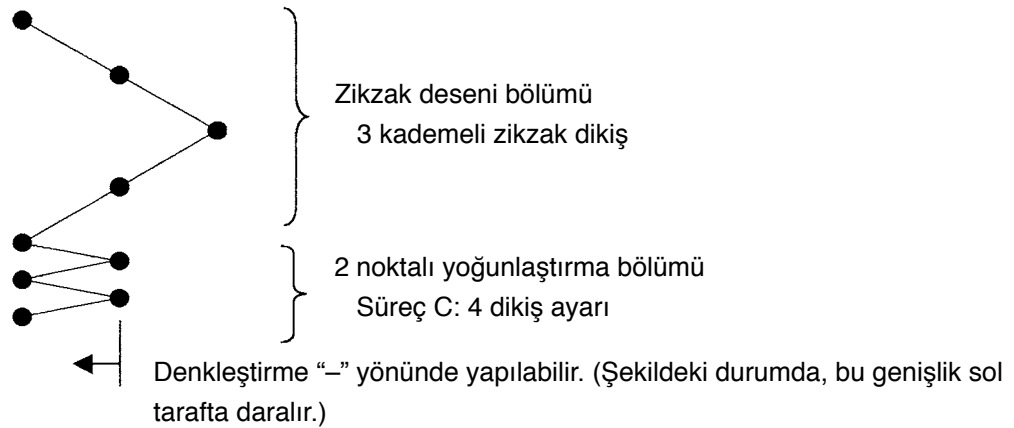 Zikzak deseni bölümü
3 kademeli zikzak dikiş
2 noktalı yoğunlaştırma bölümü
Süreç C: 4 dikiş ayarı
Denkleştirme “–” yönünde yapılabilir. (Şekildeki durumda, bu genişlik sol
tarafta daralır.)